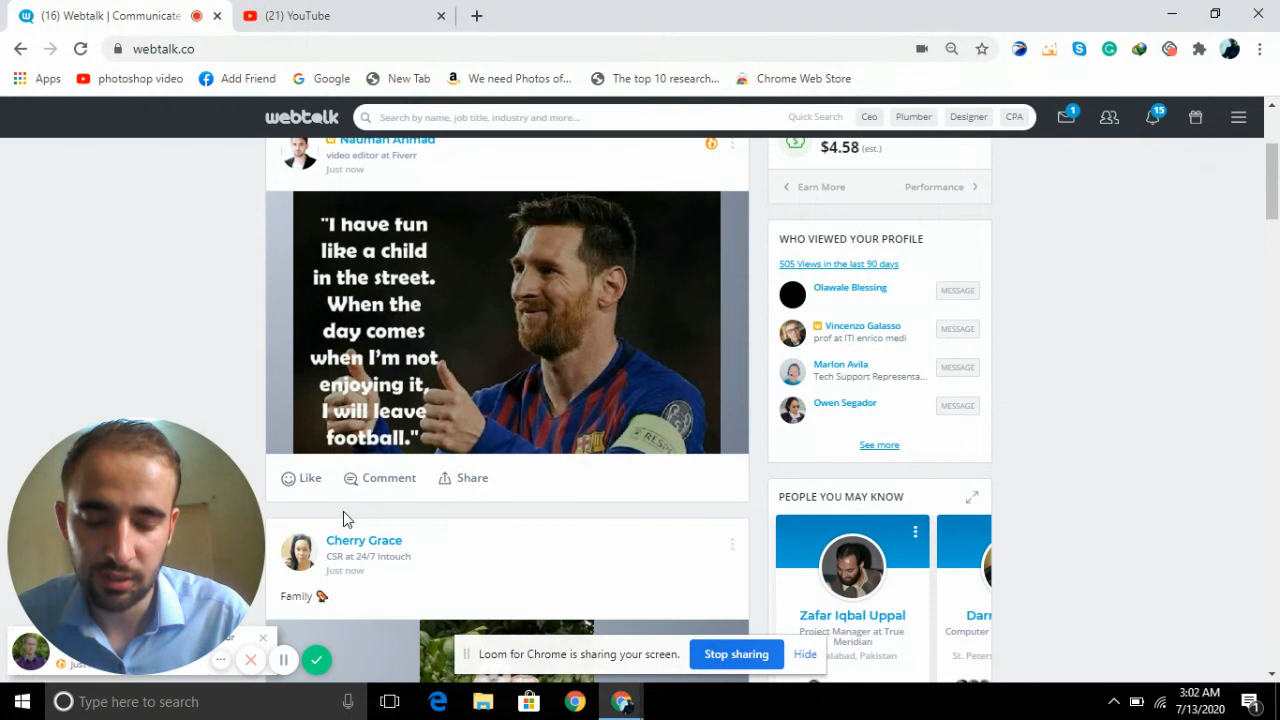 (16) Webtalk | Communicate
(21) YouTube
webtalk.co
Apps
photoshop video
Add Friend
Google
New Tab
We need Photos of...
The top 10 research...
Chrome Web Store
webtalk
Search by name, job title, industry and more...
Quick Search
Ceo
Plumber
Designer
CPA
1
15
Nauman Ahmad
video editor at Fiverr
Just now
"I have fun
like a child
in the street.
When the
day comes
when I'm not
enjoying it,
I will leave
football."
RESPE
Like
Comment
Share
Cherry Grace
CSR at 24/7 Intouch
Just now
Family
$4.58 (est.)
Earn More
Performance
WHO VIEWED YOUR PROFILE
505 Views in the last 90 days
Olawale Blessing
MESSAGE
Vincenzo Galasso
prof at ITI enrico medi
MESSAGE
Marlon Avila
Tech Support Representa...
MESSAGE
Owen Segador
MESSAGE
See more
PEOPLE YOU MAY KNOW
Zafar Iqbal Uppal
Project Manager at True
Meridian
alabad, Pakistan
Darr
Computer
St. Peters
Loom for Chrome is sharing your screen.
Stop sharing
Hide
Type here to search
3:02 AM
7/13/2020
1